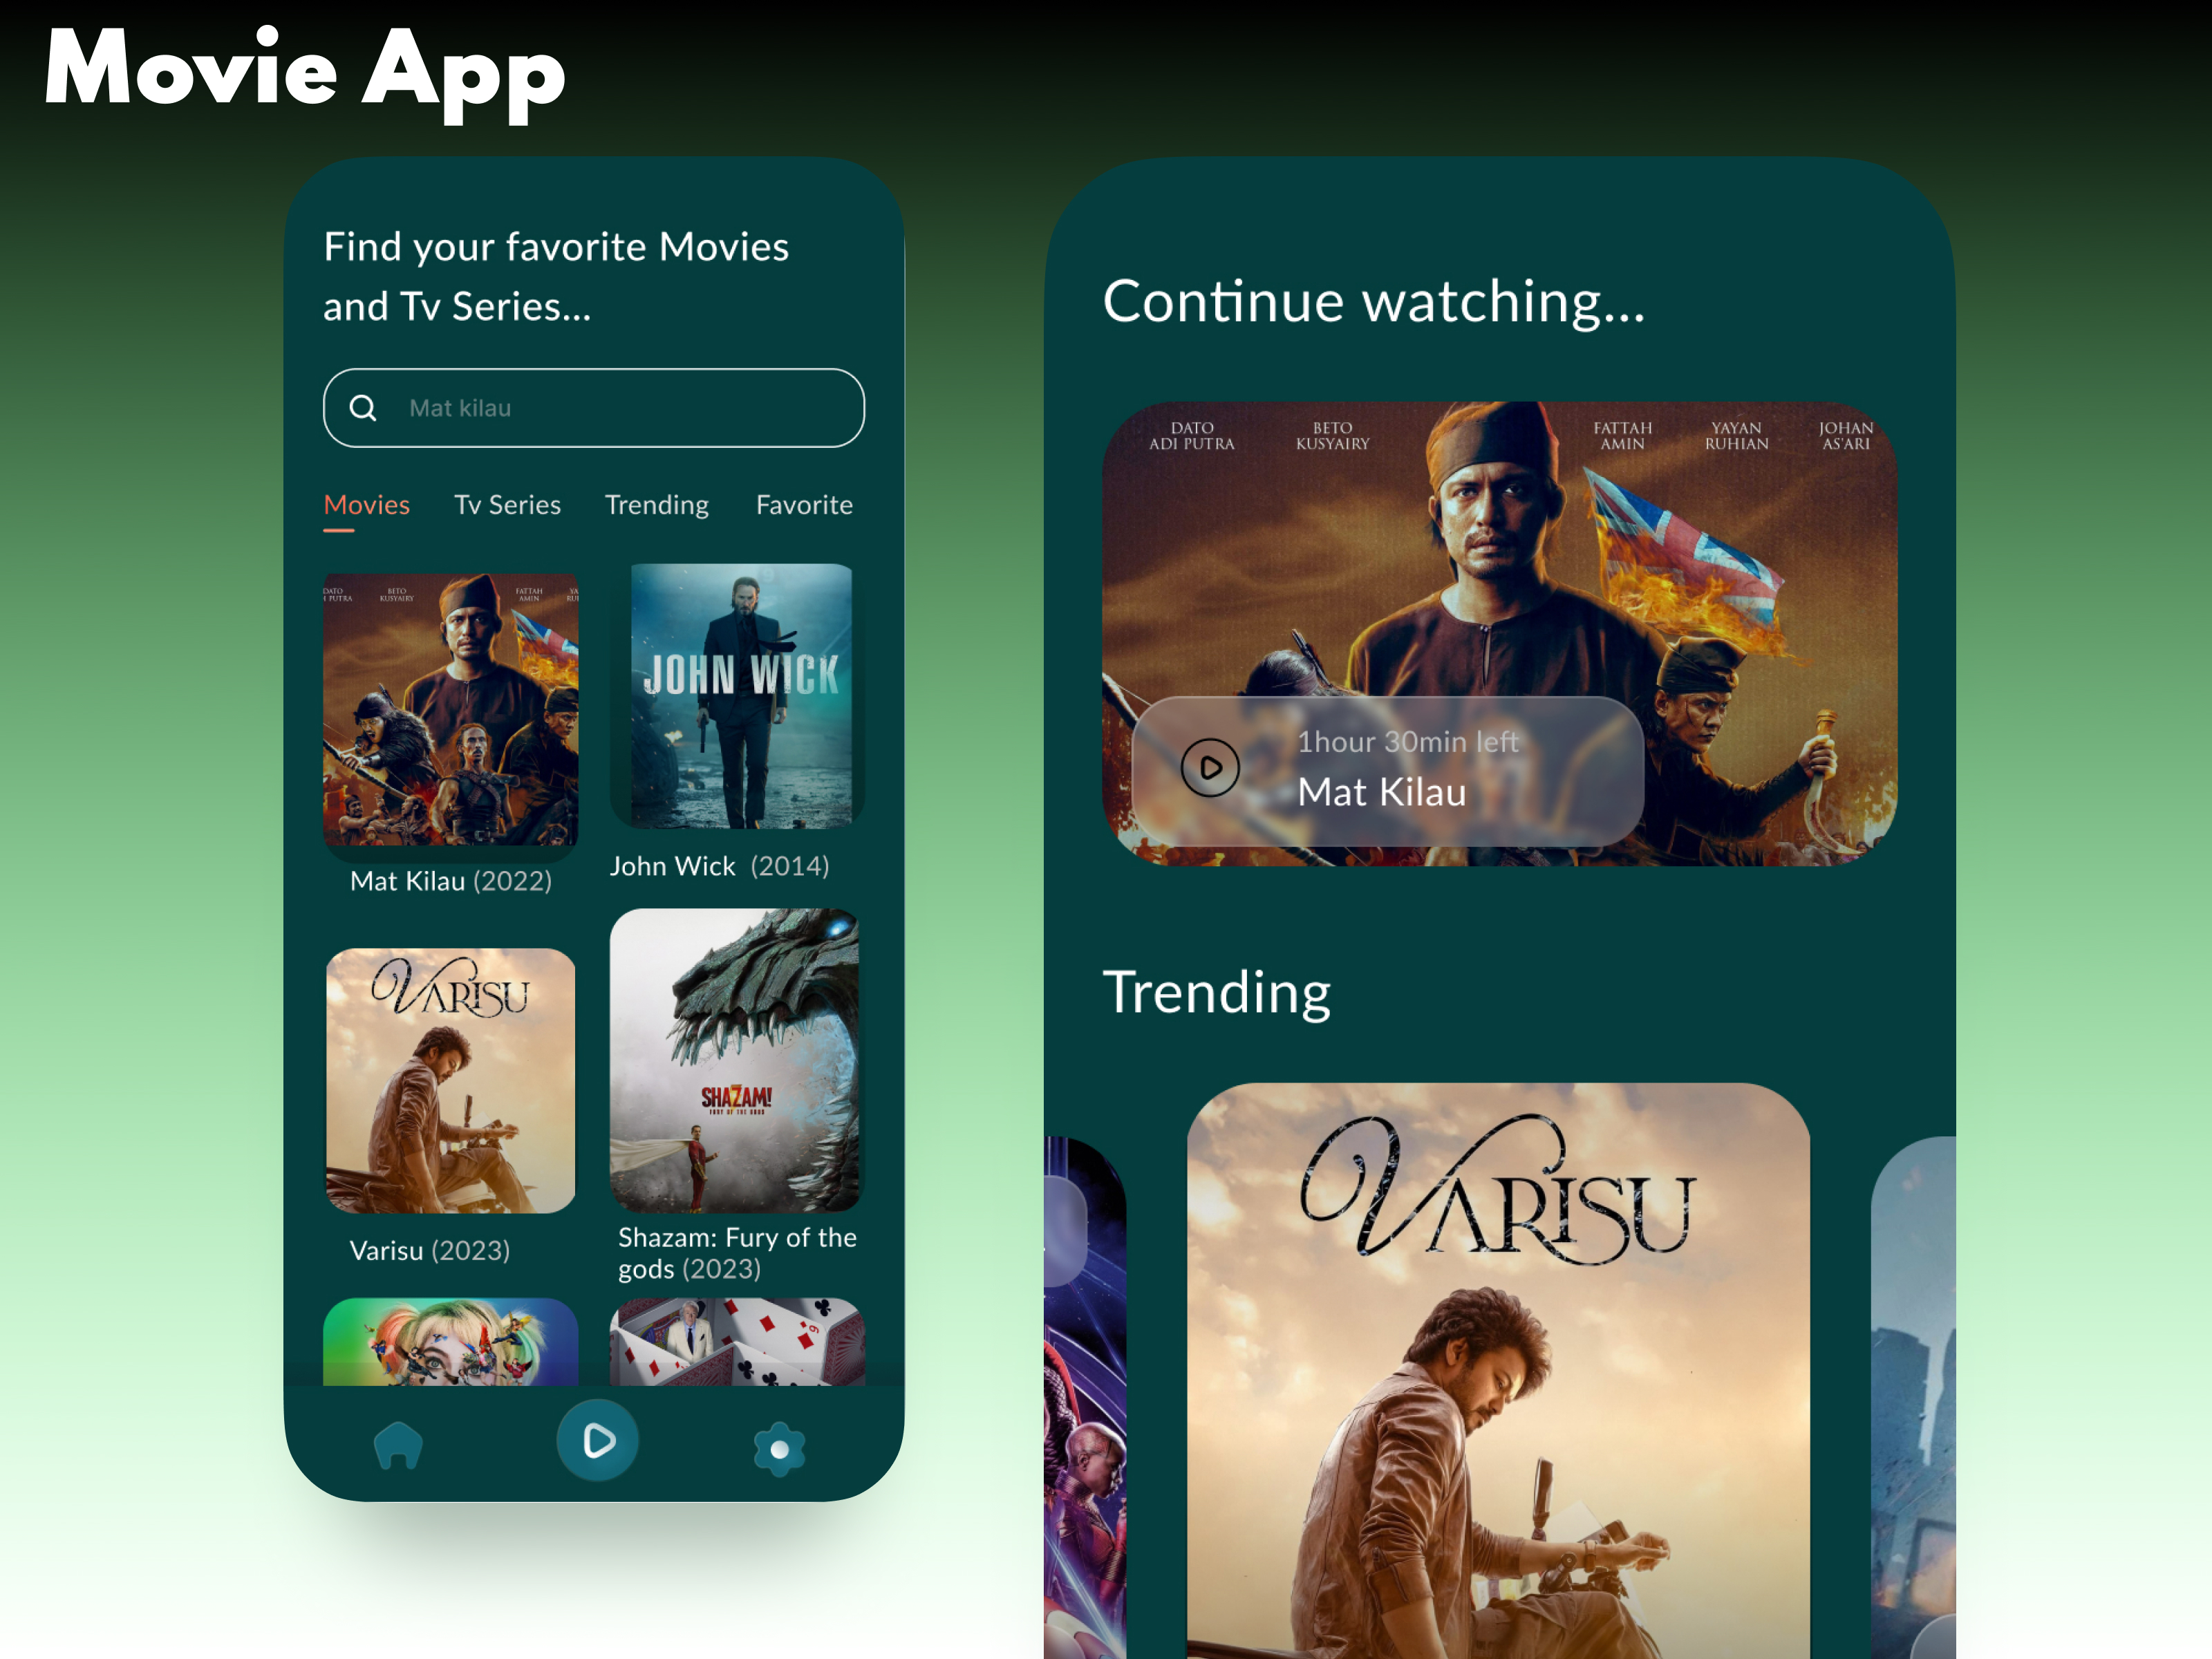 Movie App
Find your favorite Movies
and Tv Series...
Mat kilau
Movies Tv Series Trending Favorite
DATO
I PUTRA
BETO
KUSYAIRY
FATTAH
AMIN
YA
RUI
JOHN WICK
Mat Kilau (2022)
John Wick (2014)
VARISU
SHAZAM!
FURY OF THE GODS
Varisu (2023)
Shazam: Fury of the
gods (2023)
Continue watching...
DATO
ADI PUTRA
BETO
KUSYAIRY
FATTAH
AMIN
YAYAN
RUHIAN
JOHAN
AS'ARI
1hour 30min left
Mat Kilau
Trending
VARISU